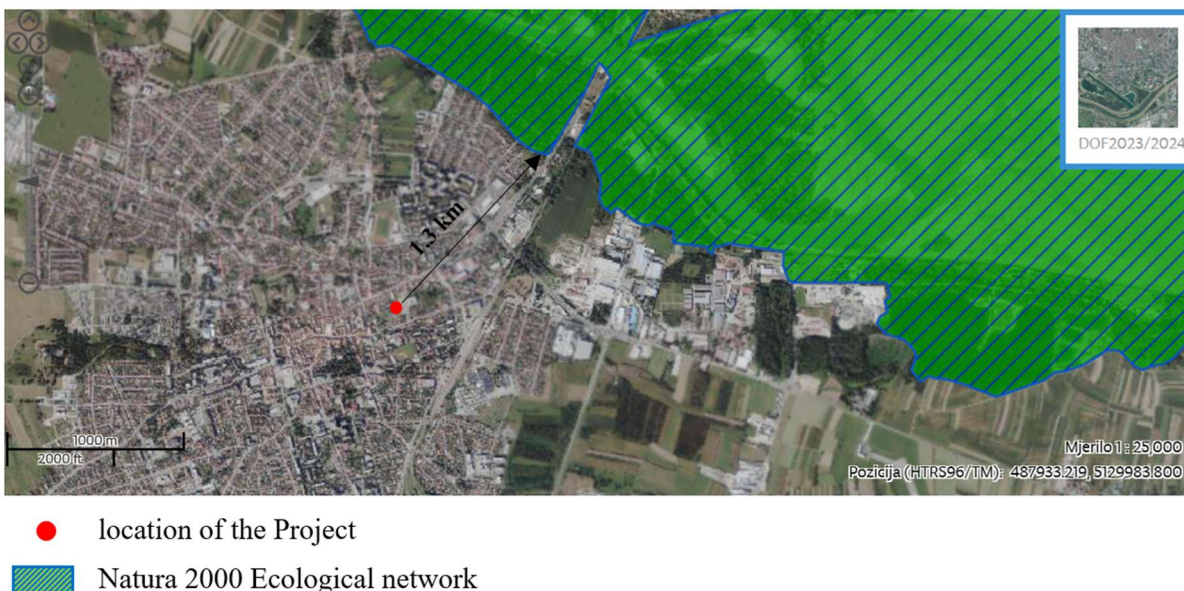 DOF2023/2024
1.3 km
1000 m
2000 ft
Mjerilo 1 : 25,000
Pozicija (HTRS96/TM): 487933.219, 5129983.800
location of the Project
Natura 2000 Ecological network